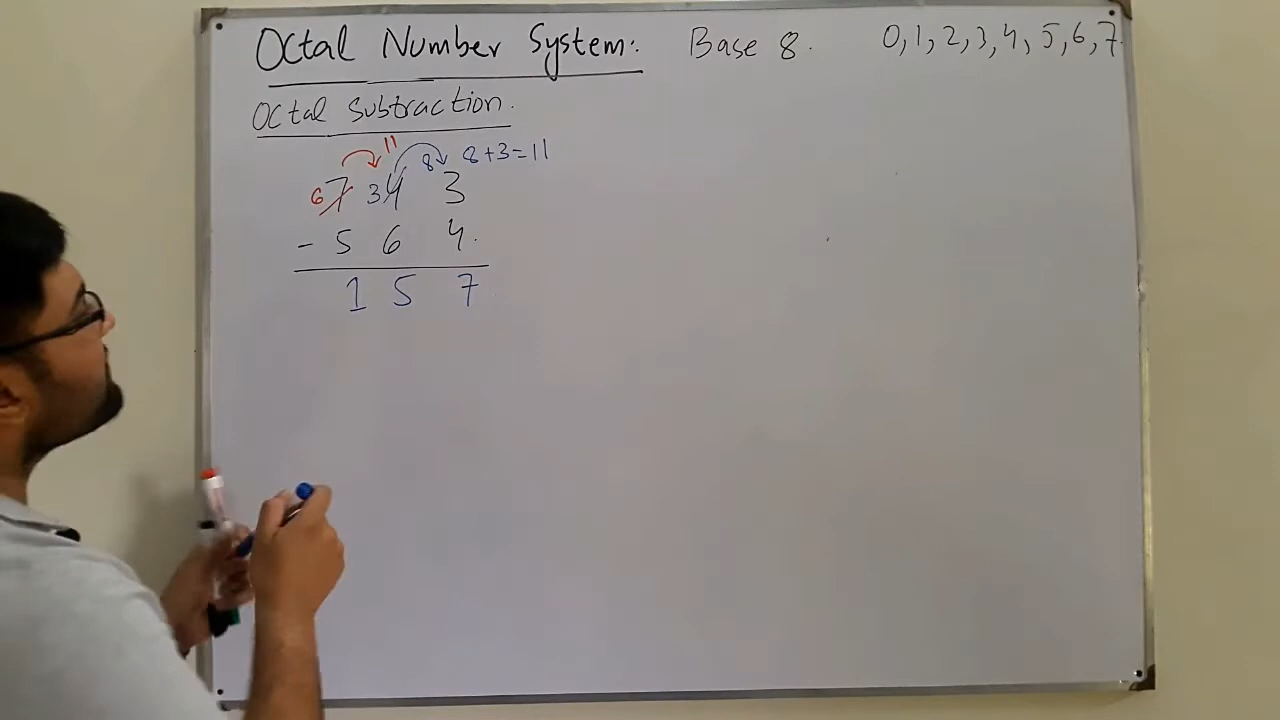 Octal Number System:. Base 8. 0,1,2,3,4,5,6,7.
Octal Subtraction.
11
8 8+3=11
6 7 3 4 3
- 5 6 4.
1 5 7